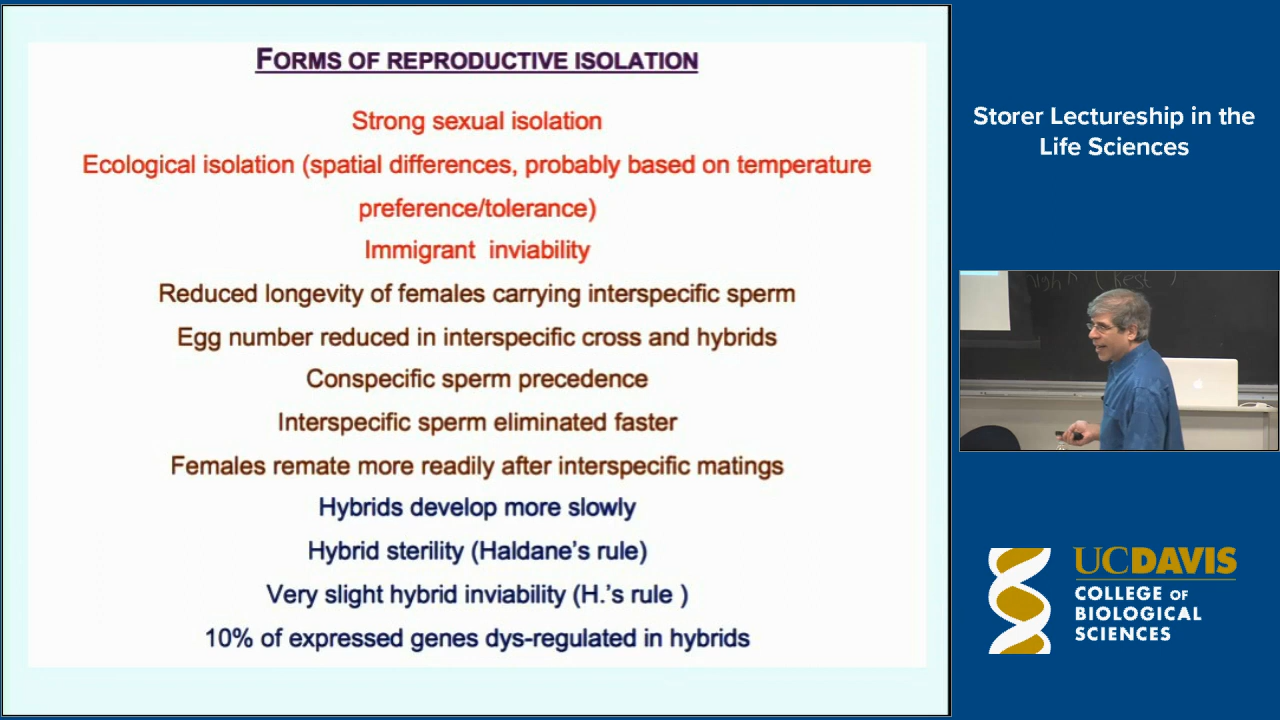 FORMS OF REPRODUCTIVE ISOLATION
Strong sexual isolation
Ecological isolation (spatial differences, probably based on temperature
preference/tolerance)
Immigrant inviability
Reduced longevity of females carrying interspecific sperm
Egg number reduced in interspecific cross and hybrids
Conspecific sperm precedence
Interspecific sperm eliminated faster
Females remate more readily after interspecific matings
Hybrids develop more slowly
Hybrid sterility (Haldane's rule)
Very slight hybrid inviability (H.'s rule )
10% of expressed genes dys-regulated in hybrids
Storer Lectureship in the
Life Sciences
UCDAVIS
COLLEGE OF
BIOLOGICAL
SCIENCES